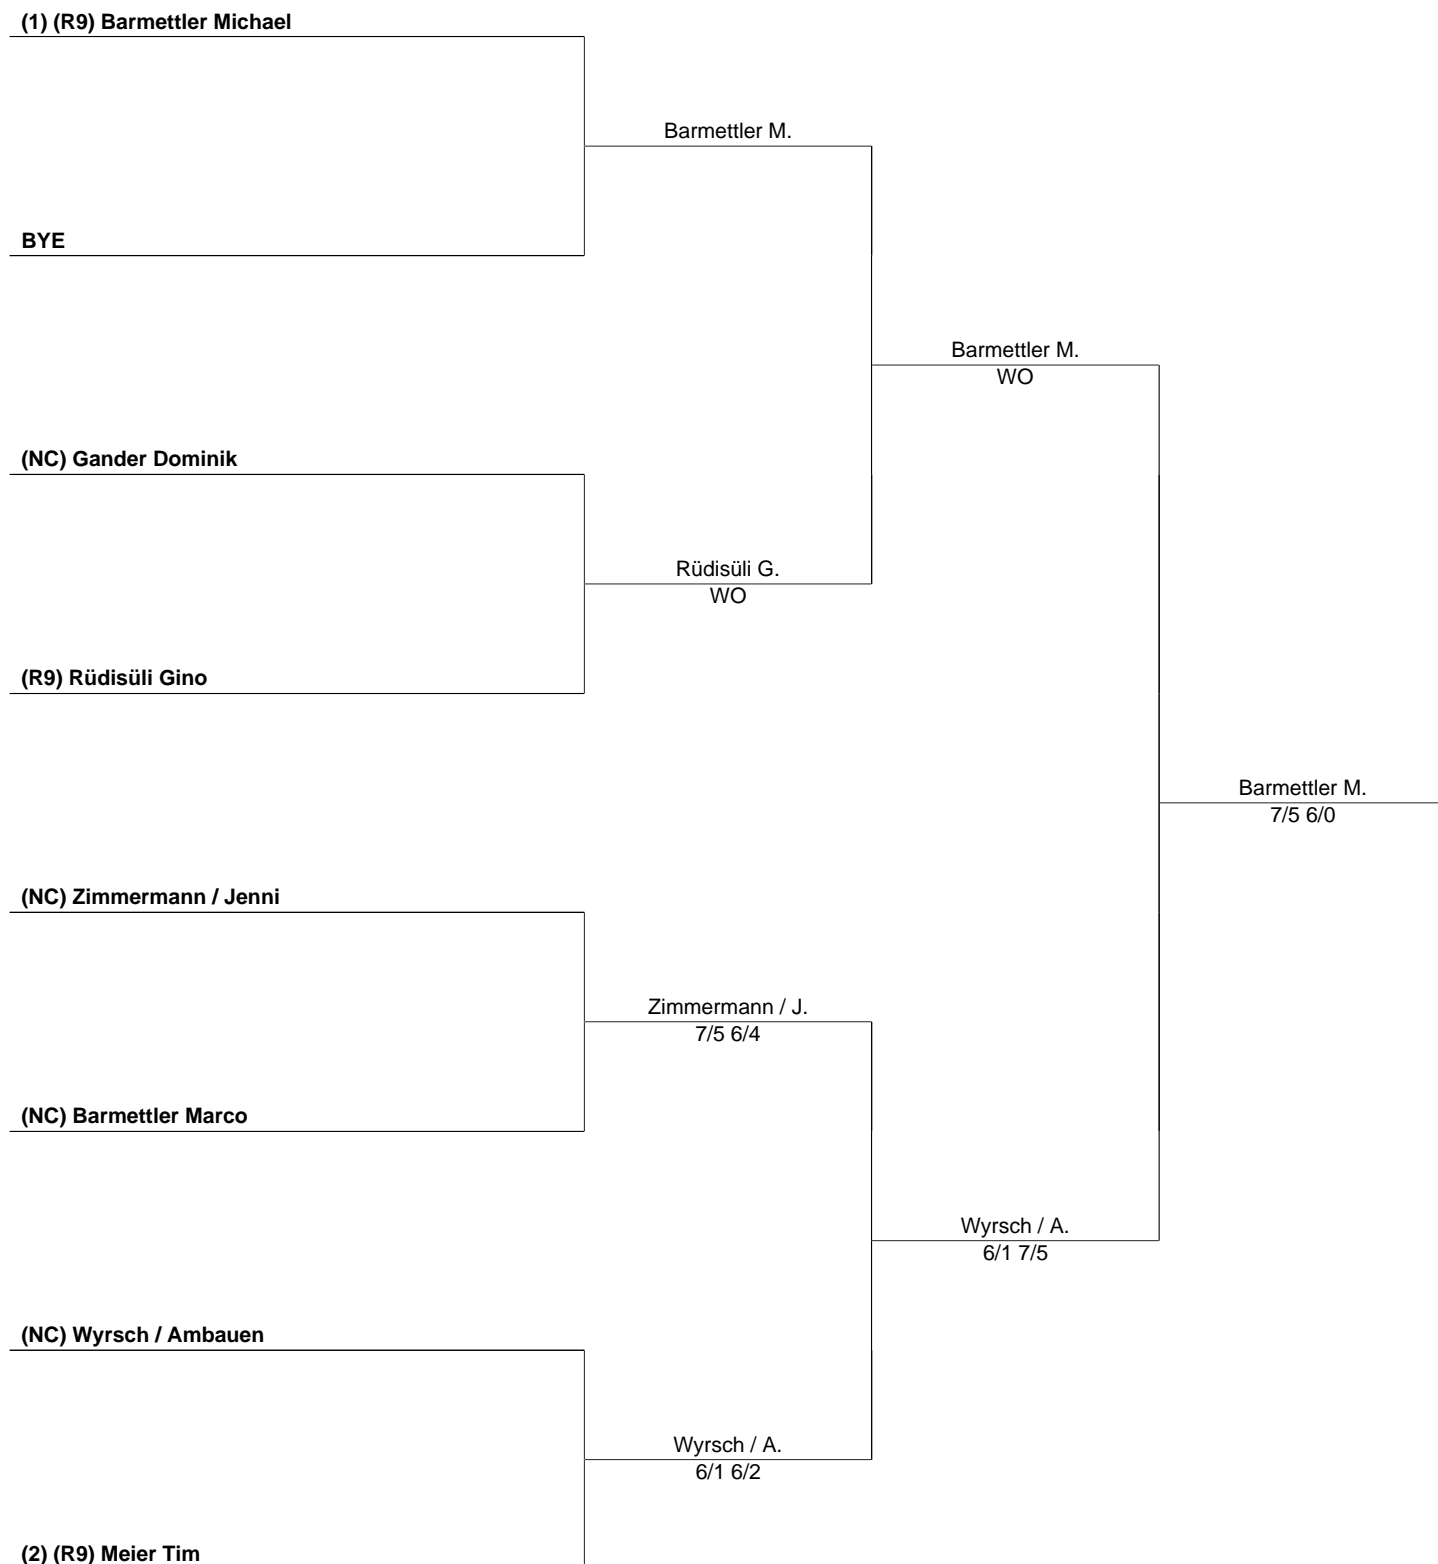 (1) (R9) Barmettler Michael
Barmettler M.
BYE
Barmettler M.
WO
(NC) Gander Dominik
Rüdisüli G.
WO
(R9) Rüdisüli Gino
Barmettler M.
7/5 6/0
(NC) Zimmermann / Jenni
Zimmermann / J.
7/5 6/4
(NC) Barmettler Marco
Wyrsch / A.
6/1 7/5
(NC) Wyrsch / Ambauen
Wyrsch / A.
6/1 6/2
(2) (R9) Meier Tim